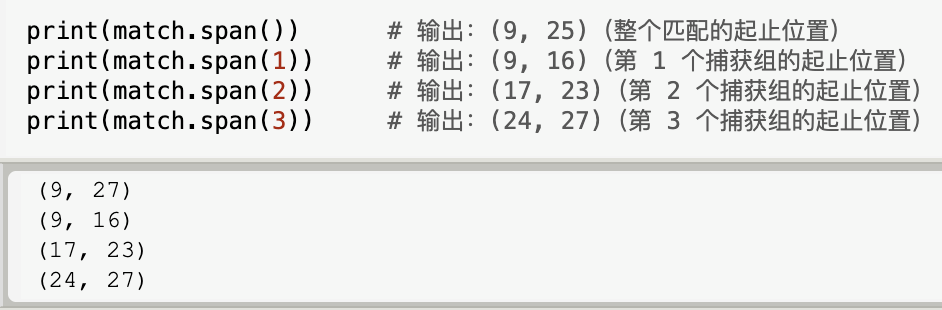 print(match.span())      # 输出：(9, 25)（整个匹配的起止位置）
print(match.span(1))     # 输出：(9, 16)（第 1 个捕获组的起止位置）
print(match.span(2))     # 输出：(17, 23)（第 2 个捕获组的起止位置）
print(match.span(3))     # 输出：(24, 27)（第 3 个捕获组的起止位置）
(9, 27)
(9, 16)
(17, 23)
(24, 27)